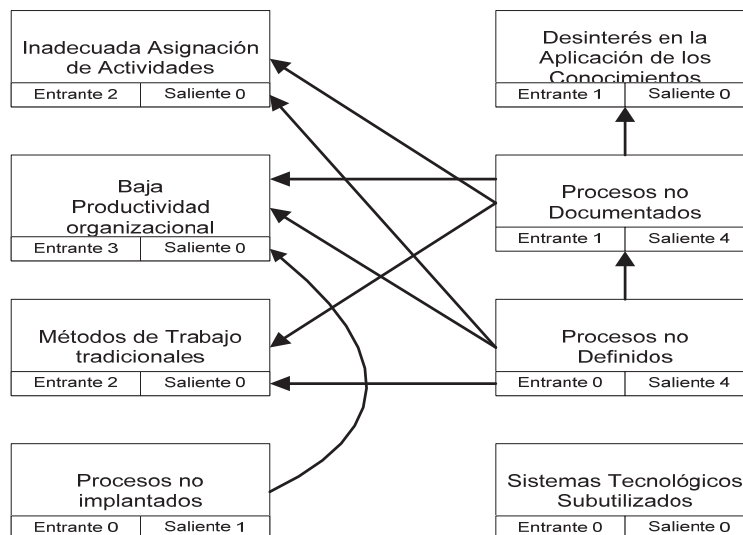 Inadecuada Asignación
de Actividades
Entrante 2 Saliente 0
Desinterés en la
Aplicación de los
Conocimientos
Entrante 1 Saliente 0
Baja
Productividad
organizacional
Entrante 3 Saliente 0
Procesos no
Documentados
Entrante 1 Saliente 4
Métodos de Trabajo
tradicionales
Entrante 2 Saliente 0
Procesos no
Definidos
Entrante 0 Saliente 4
Procesos no
implantados
Entrante 0 Saliente 1
Sistemas Tecnológicos
Subutilizados
Entrante 0 Saliente 0